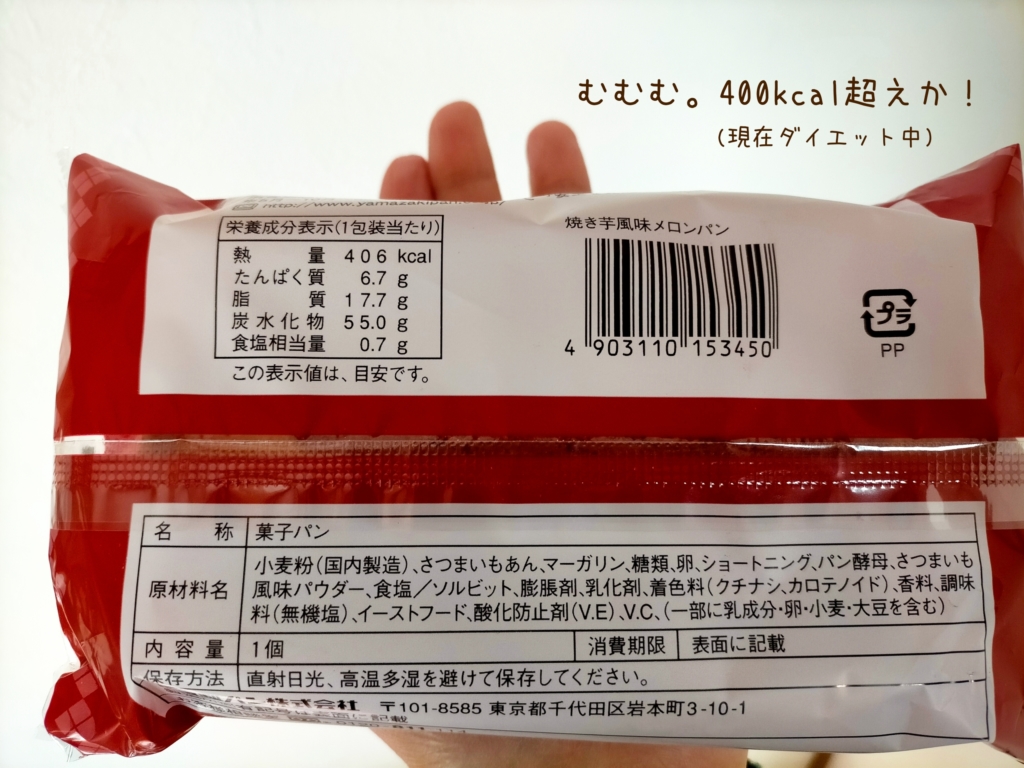 むむむ。400kcal超えか！
(現在ダイエット中)
栄養成分表示(1包装当たり)
熱量 406 kcal
たんぱく質 6.7 g
脂質 17.7 g
炭水化物 55.0 g
食塩相当量 0.7 g
この表示値は、目安です。
焼き芋風味メロンパン
4 903110 153450
プラ
PP
名称 菓子パン
原材料名 小麦粉(国内製造)、さつまいもあん、マーガリン、糖類、卵、ショートニング、パン酵母、さつまいも
風味パウダー、食塩／ソルビット、膨脹剤、乳化剤、着色料(クチナシ、カロテノイド)、香料、調味
料(無機塩)、イーストフード、酸化防止剤(V.E)、V.C、(一部に乳成分・卵・小麦・大豆を含む)
内容量 1個 消費期限 表面に記載
保存方法 直射日光、高温多湿を避けて保存してください。
株式会社 〒101-8585 東京都千代田区岩本町3-10-1